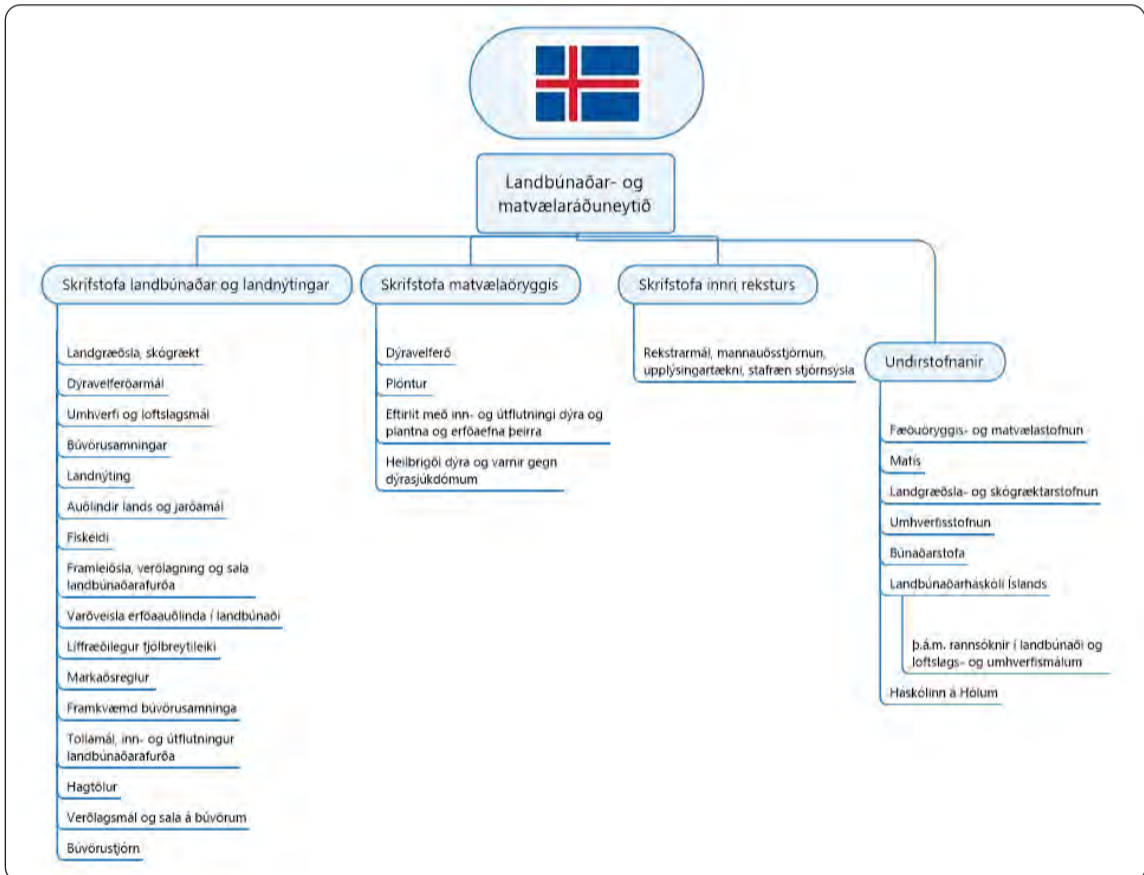 Landbúnaðar- og
matvælaráðuneytið
Skrifstofa landbúnaðar og landnýtingar
Landgræðsla, skógrækt
Dýravelferðarmál
Umhverfi og loftslagsmál
Búvörusamningar
Landnýting
Auðlindir lands og jarðamál
Fiskeldi
Framleiðsla, verðlagning og sala
landbúnaðarafurða
Varðveisla erfðaauðlinda í landbúnaði
Líffræðilegur fjölbreytileiki
Markaðsreglur
Framkvæmd búvörusamninga
Tollamál, inn- og útflutningur
landbúnaðarafurða
Hagtölur
Verðlagsmál og sala á búvörum
Búvörustjórn
Skrifstofa matvælaöryggis
Dýravelferð
Plöntur
Eftirlit með inn- og útflutningi dýra og
plantna og erfðaefna þeirra
Heilbrigði dýra og varnir gegn
dýrasjúkdómum
Skrifstofa innri reksturs
Rekstrarmál, mannauðsstjórnun,
upplýsingartækni, stafræn stjórnsýsla
Undirstofnanir
Fæðuöryggis- og matvælastofnun
Matís
Landgræðsla- og skógræktarstofnun
Umhverfisstofnun
Búnaðarstofa
Landbúnaðarháskóli Íslands
þ.á.m. rannsóknir í landbúnaði og
loftslags- og umhverfismálum
Háskólinn á Hólum